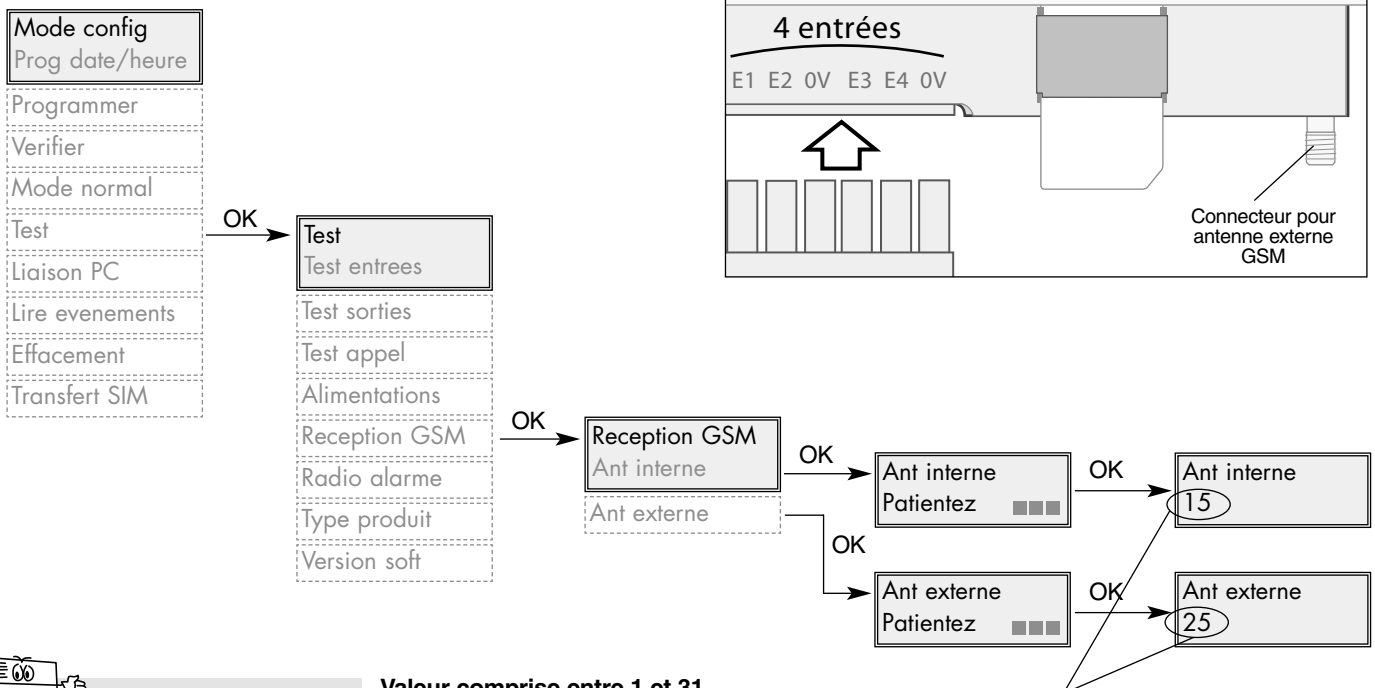 Mode config
Prog date/heure
Programmer
Verifier
Mode normal
Test
Liaison PC
Lire evenements
Effacement
Transfert SIM
OK
Test
Test entrees
Test sorties
Test appel
Alimentations
Reception GSM
Radio alarme
Type produit
Version soft
OK
Reception GSM
Ant interne
Ant externe
OK
Ant interne
Patientez
OK
Ant interne
15
OK
Ant externe
Patientez
OK
Ant externe
25
4 entrées
E1 E2 0V E3 E4 0V
Connecteur pour
antenne externe
GSM
Valeur comprise entre 1 et 31